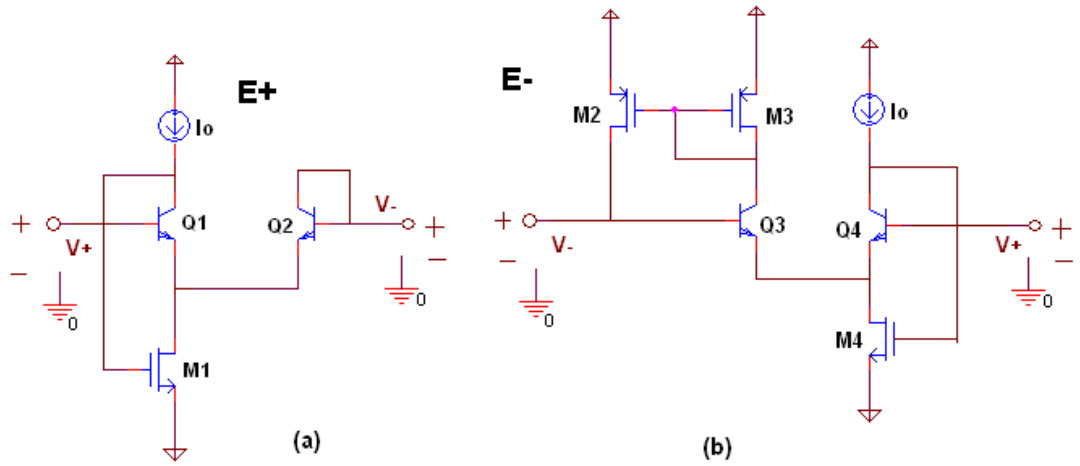 E+
Io
Q1
Q2
V+
V-
+
−
+
−
0
0
M1
(a)
E-
M2
M3
Io
Q3
Q4
V-
V+
+
−
+
−
0
0
M4
(b)